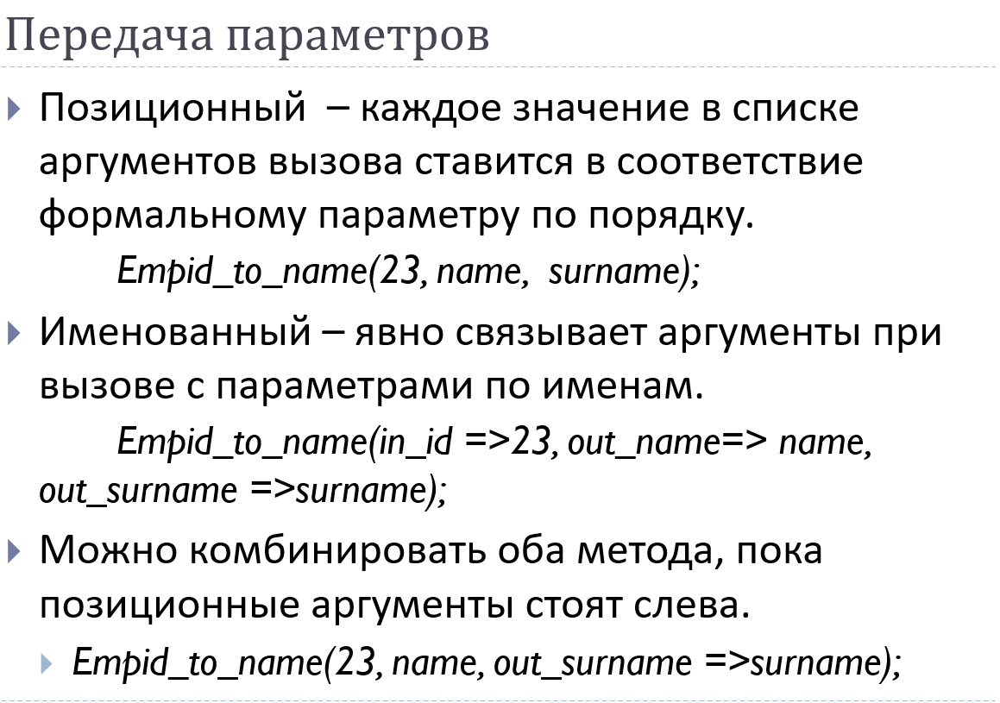 Передача параметров
Позиционный – каждое значение в списке
аргументов вызова ставится в соответствие
формальному параметру по порядку.
Empid_to_name(23, name, surname);
Именованный – явно связывает аргументы при
вызове с параметрами по именам.
Empid_to_name(in_id =>23, out_name=> name,
out_surname =>surname);
Можно комбинировать оба метода, пока
позиционные аргументы стоят слева.
Empid_to_name(23, name, out_surname =>surname);